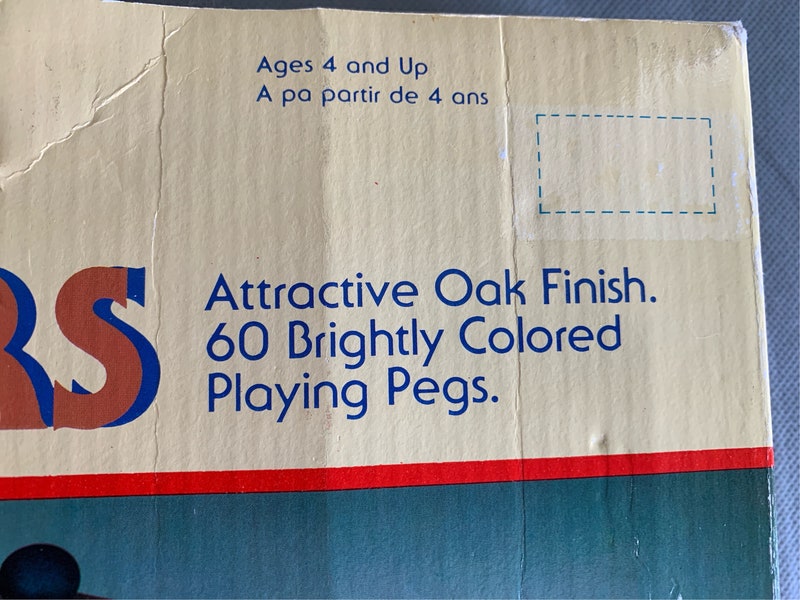 Ages 4 and Up
A pa partir de 4 ans
RS
Attractive Oak Finish.
60 Brightly Colored
Playing Pegs.